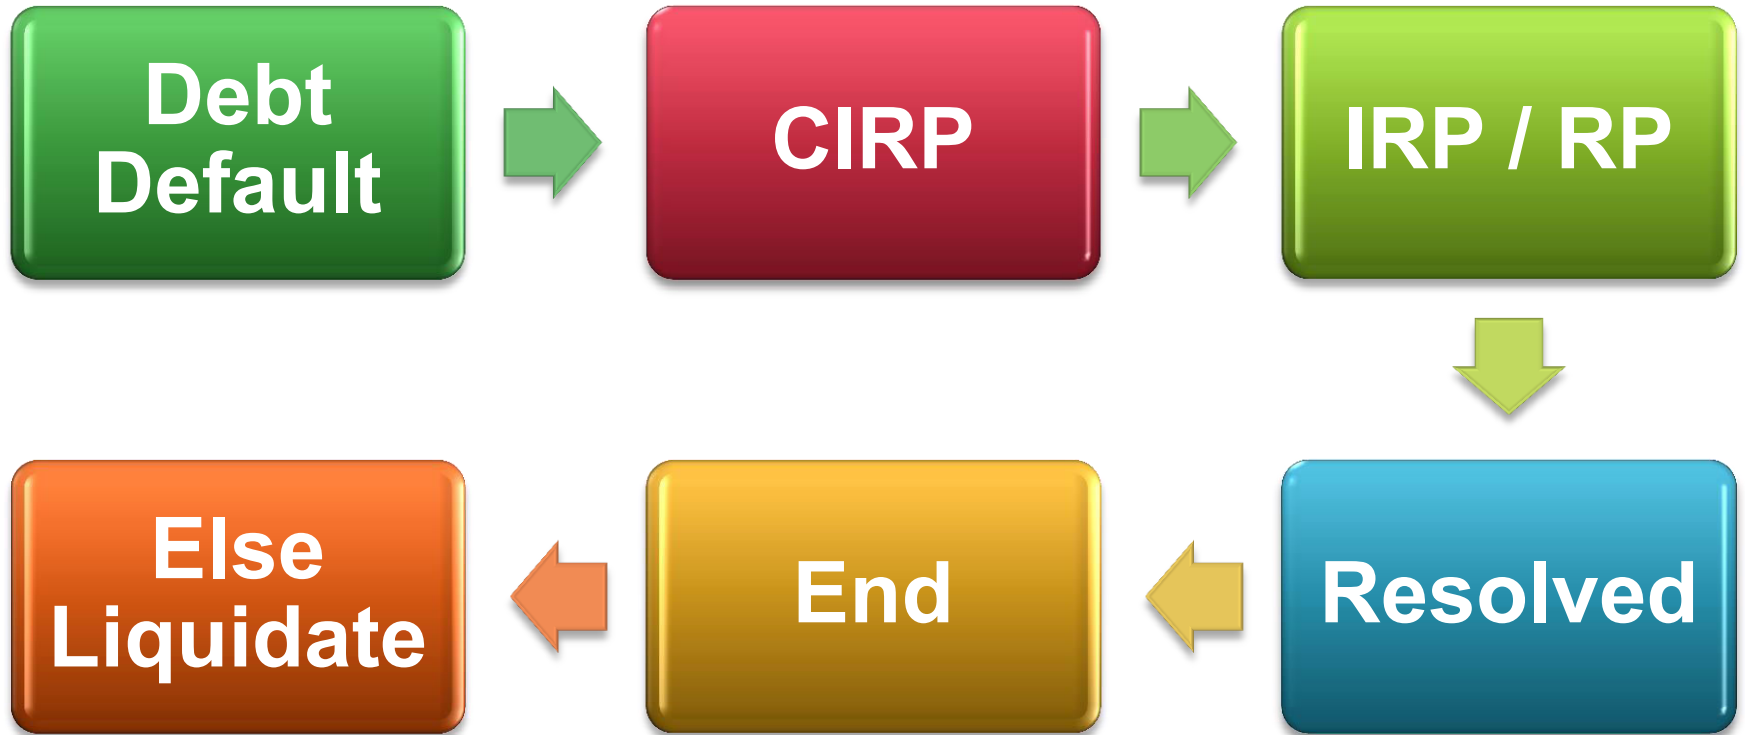 Debt
Default
CIRP
IRP / RP
Resolved
End
Else
Liquidate